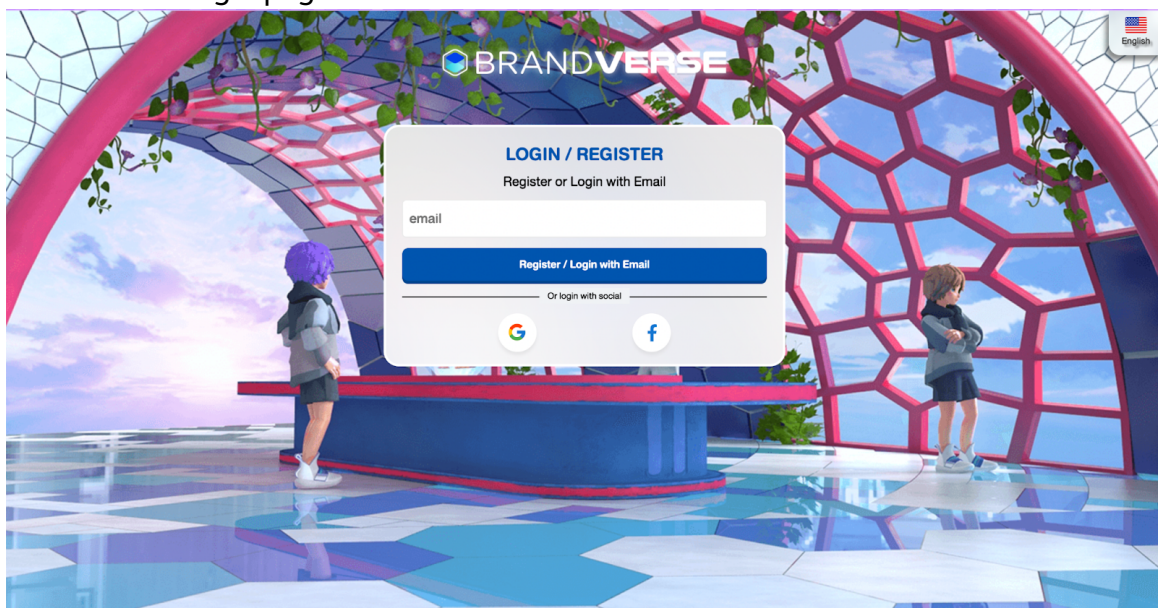 English
BRANDVERSE
LOGIN / REGISTER
Register or Login with Email
email
Register / Login with Email
Or login with social
G
f